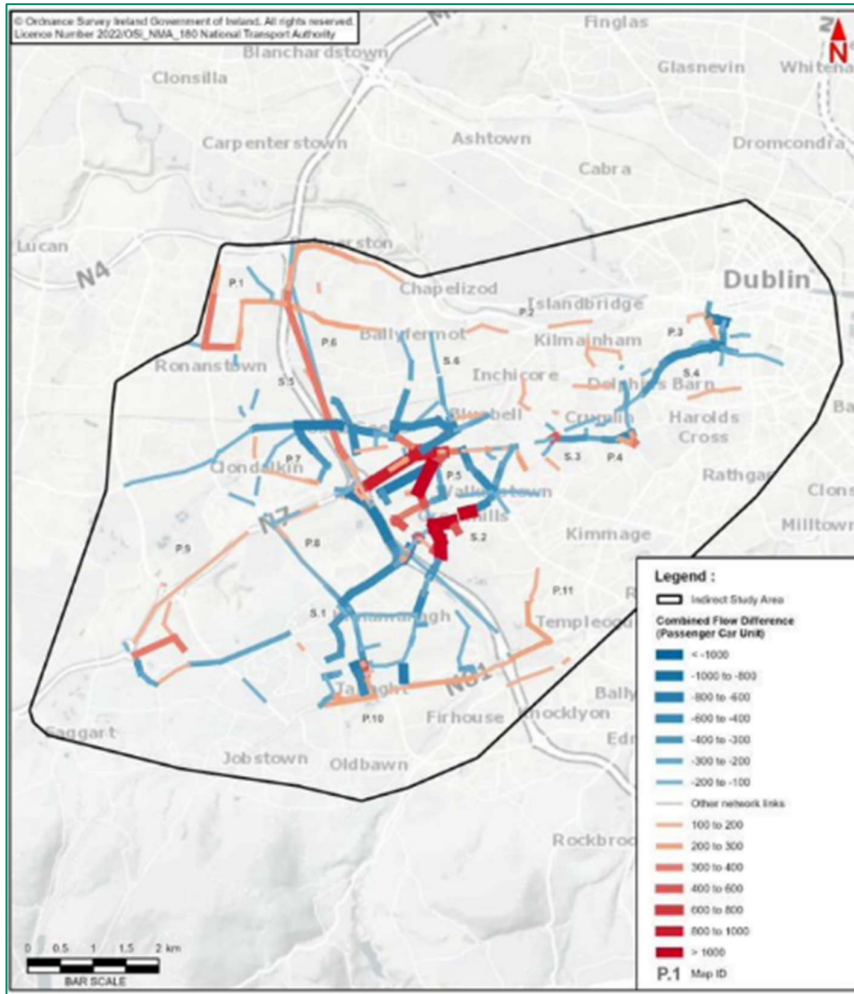 © Ordnance Survey Ireland Government of Ireland. All rights reserved.
Licence Number 2022/OSi_NMA_180 National Transport Authority
Finglas
N
Blanchardstown
Clonsilla
Glasnevin
Carpenterstown
Ashtown
Cabra
Dromcondra
Lucan
N4
P.1
Chapelizod
Dublin
Islandbridge
P.2
P.3
Ballyfermot
Kilmainham
P.6
S.6
S.4
Ronanstown
S.5
Inchicore
Dolphins Barn
Bluebell
Crumlin
Harolds
Cross
S.3
P.4
P.7
Clondalkin
P.5
Walkinstown
Rathgar
N7
Greenhills
S.2
Milltown
Kimmage
P.8
P.9
P.11
S.1
Templeogue
Tallaght
N81
P.10
Firhouse
Knocklyon
Saggart
Jobstown
Oldbawn
Rockbro
Legend :
Indirect Study Area
Combined Flow Difference
(Passenger Car Unit)
< -1000
-1000 to -800
-800 to -600
-600 to -400
-400 to -300
-300 to -200
-200 to -100
Other network links
100 to 200
200 to 300
300 to 400
400 to 600
600 to 800
800 to 1000
> 1000
P.1 Map ID
0 0.5 1 1.5 2 km
BAR SCALE